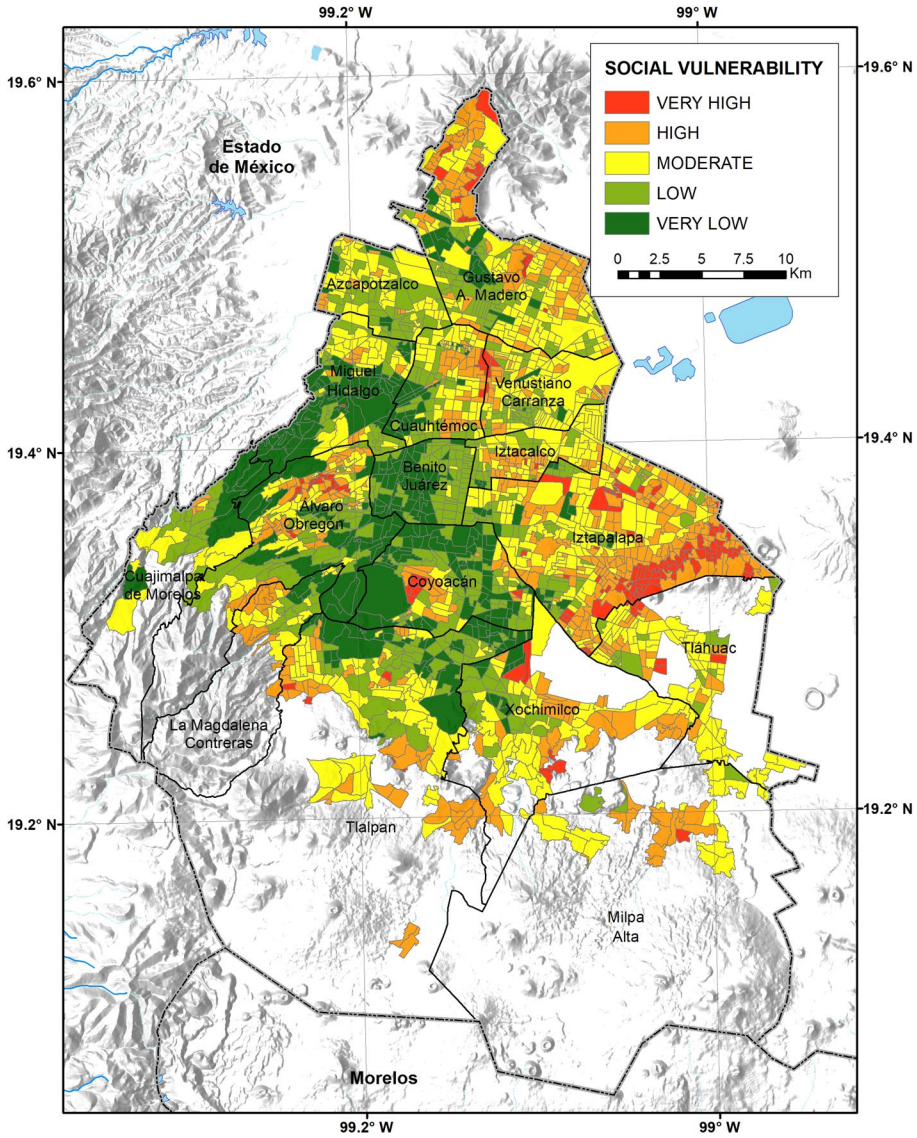 99.2°W
99°W
19.6°N
19.6°N
SOCIAL VULNERABILITY
VERY HIGH
HIGH
MODERATE
LOW
VERY LOW
0 1 2.5 5 7.5 10
Km
Estado
de México
Azcapotzalco
Gustavo
A. Madero
Miguel
Hidalgo
Venustiano
Carranza
Cuauhtémoc
19.4°N
19.4°N
Iztacalco
Benito
Juárez
Alvaro
Obregón
Iztapalapa
Cuajimalpa
de Morelos
Coyoacán
Tláhuac
La Magdalena
Contreras
Xochimilco
19.2°N
19.2°N
Tlalpan
Milpa
Alta
Morelos
99.2°W
99°W